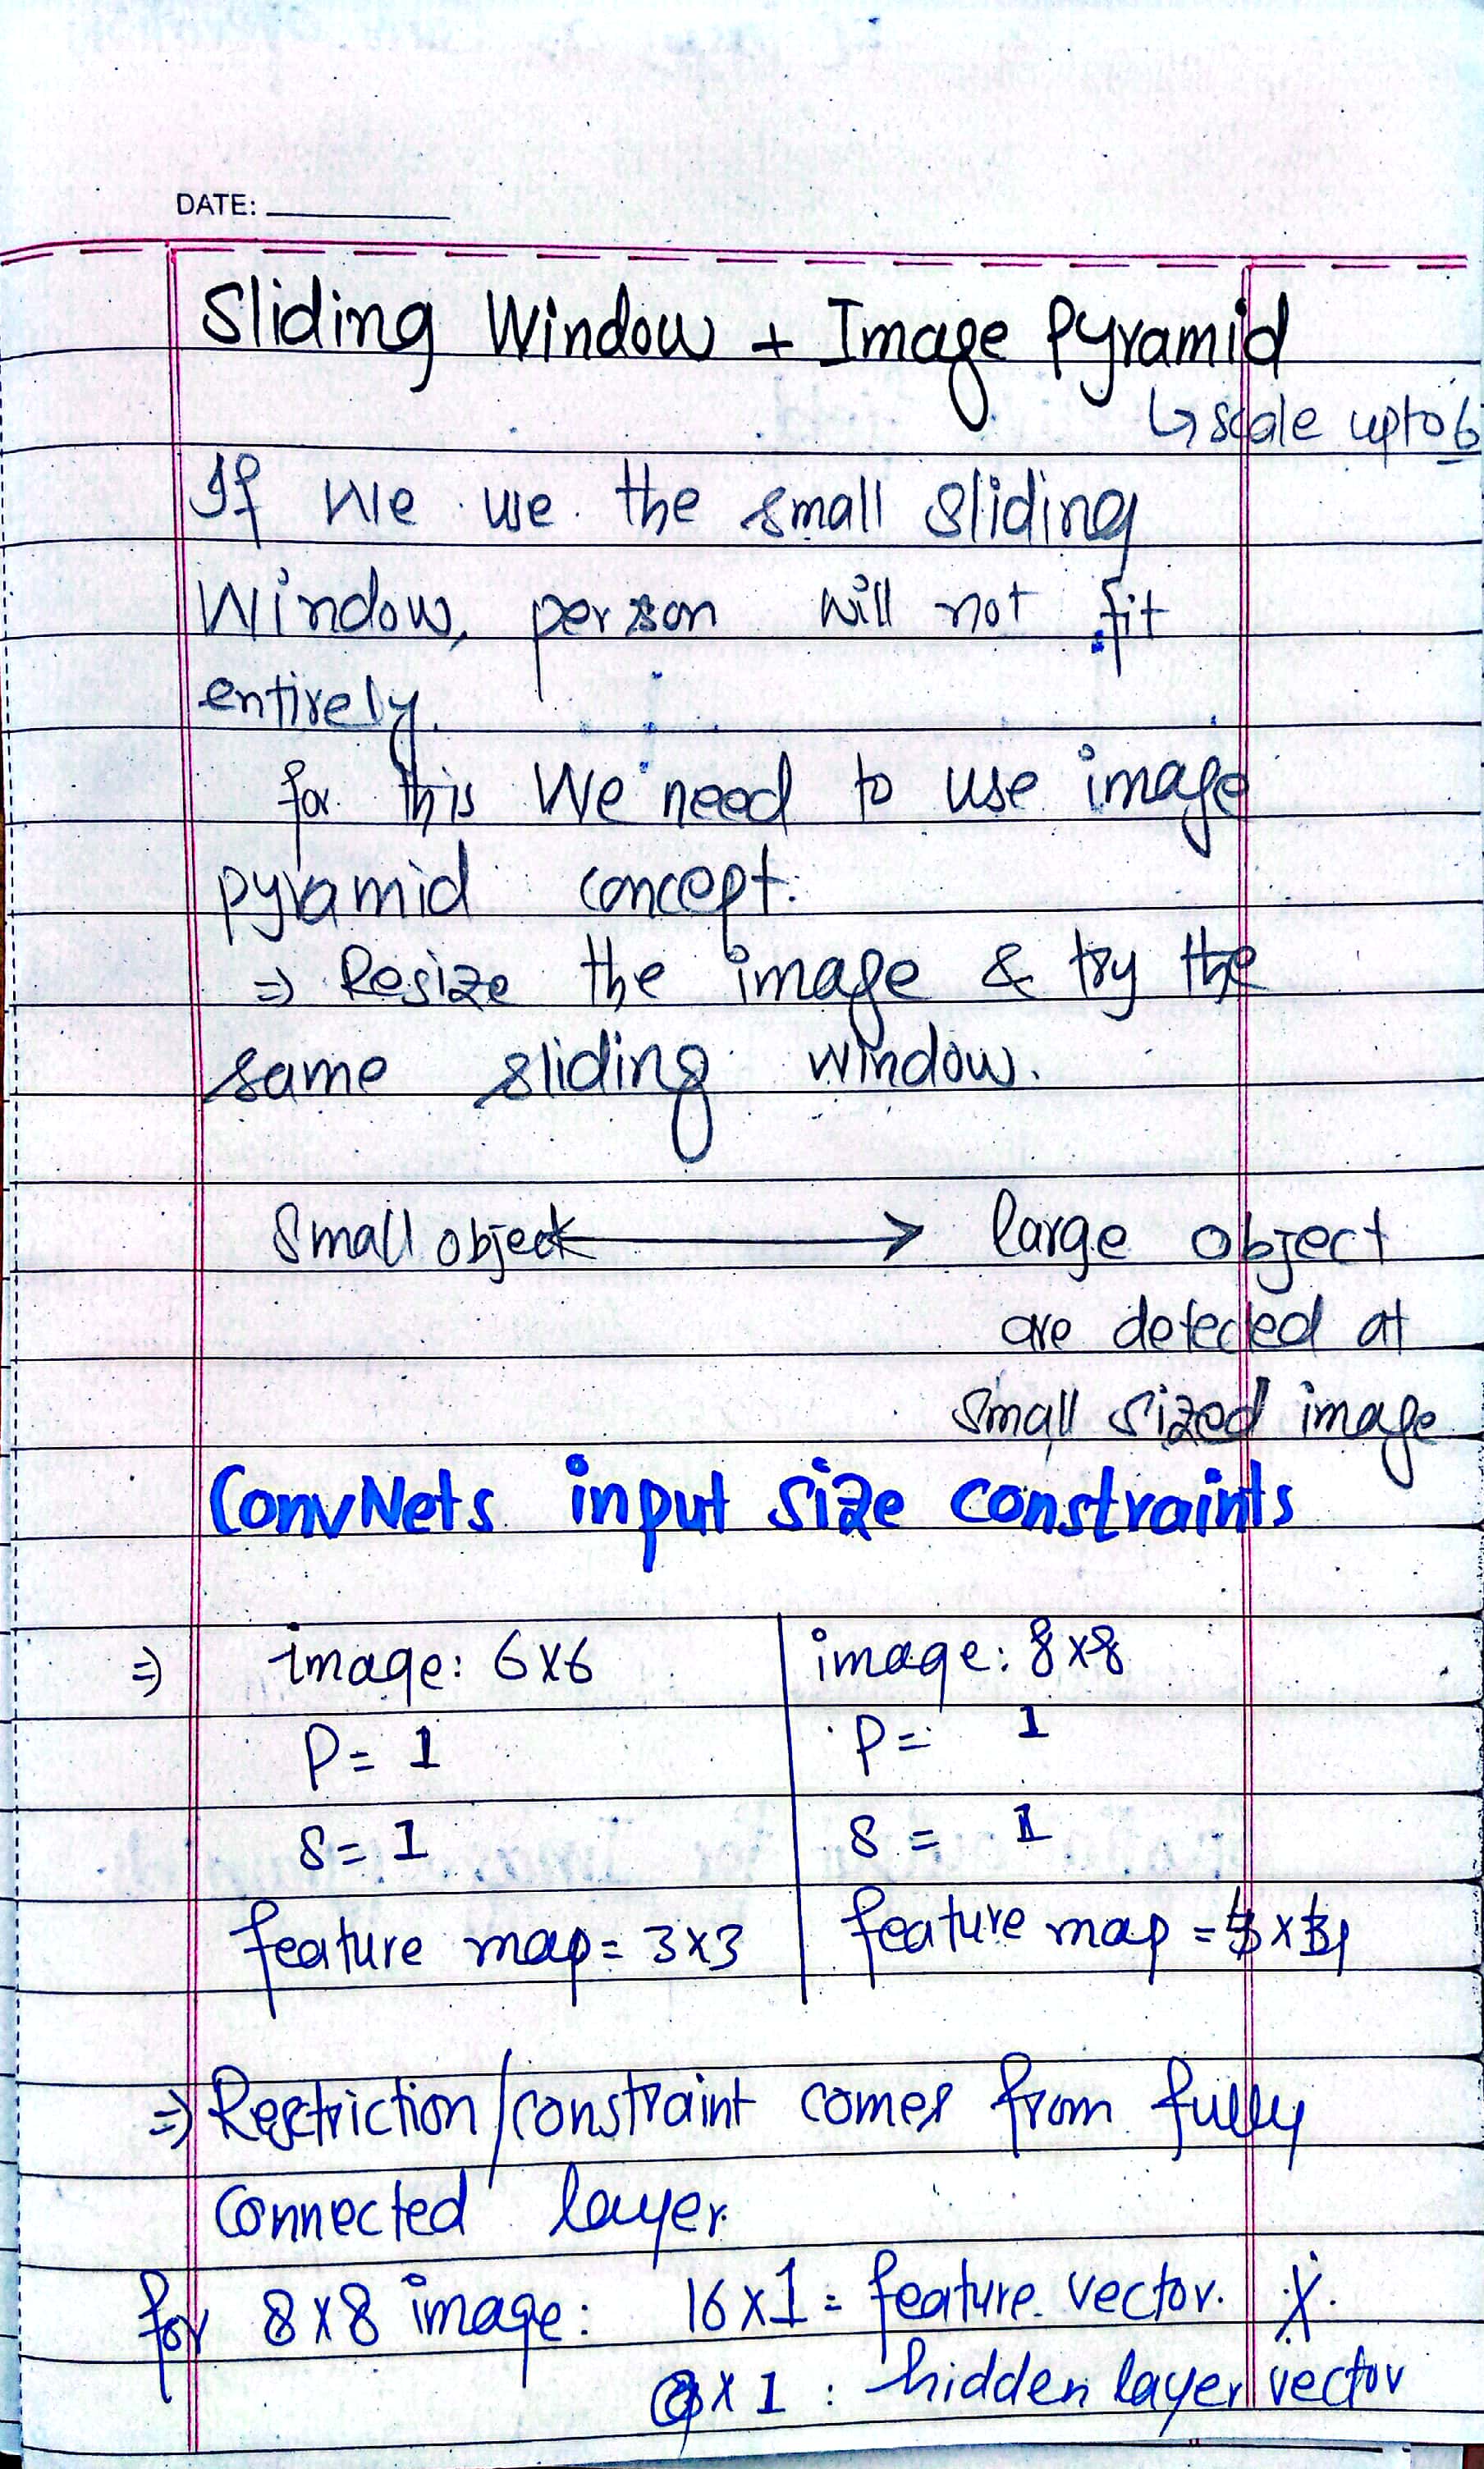 DATE:
Sliding Window + Image Pyramid
↳ scale upto 6
If we use the small sliding
window, person will not fit
entirely.
for this we need to use image
pyramid concept.
⇒ Resize the image & try the
same sliding window.
Small object ⟷ large object
are detected at
small sized image
ConvNets input size constraints
⇒ image: 6x6 | image: 8x8
P= 1 | P= 1
S= 1 | S = 1
feature map= 3x3 | feature map = 4x4
⇒ Restriction/constraint comes from fully
connected layer.
for 8x8 image: 16x1 = feature vector. X.
9x1 : hidden layer vector